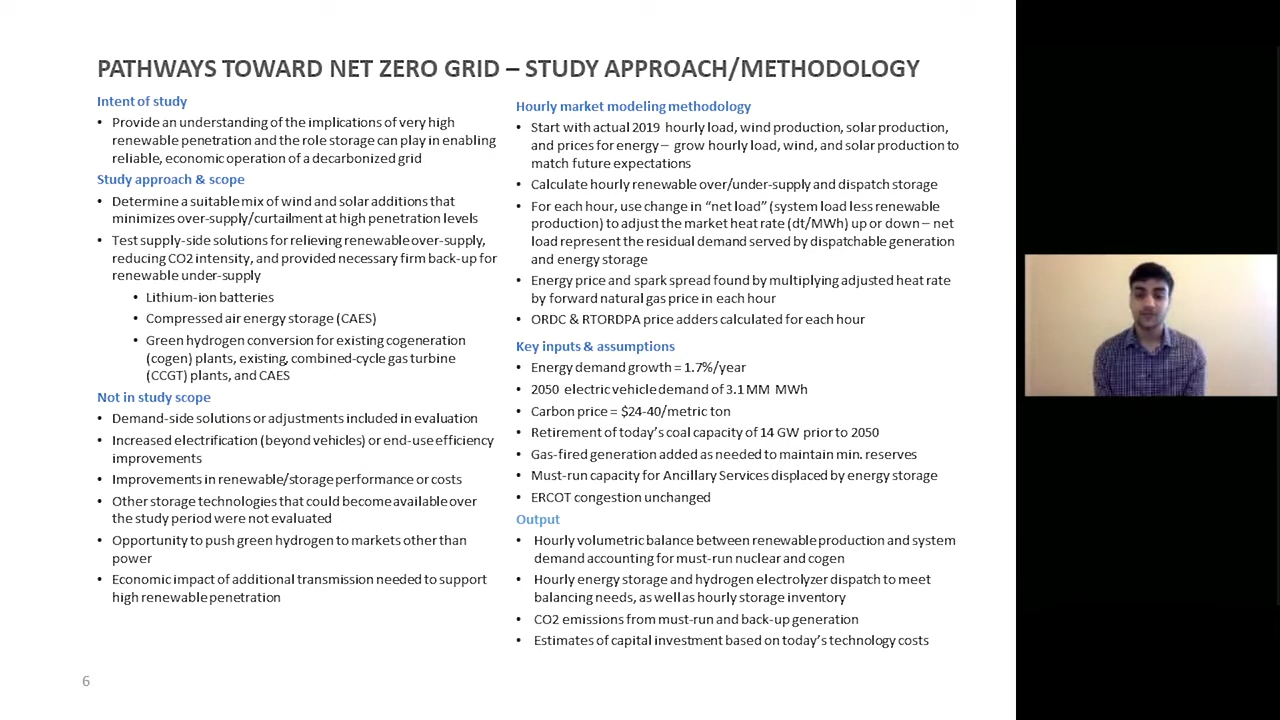 PATHWAYS TOWARD NET ZERO GRID – STUDY APPROACH/METHODOLOGY
Intent of study
• Provide an understanding of the implications of very high
renewable penetration and the role storage can play in enabling
reliable, economic operation of a decarbonized grid
Study approach & scope
• Determine a suitable mix of wind and solar additions that
minimizes over-supply/curtailment at high penetration levels
• Test supply-side solutions for relieving renewable over-supply,
reducing CO2 intensity, and provided necessary firm back-up for
renewable under-supply
• Lithium-ion batteries
• Compressed air energy storage (CAES)
• Green hydrogen conversion for existing cogeneration
(cogen) plants, existing, combined-cycle gas turbine
(CCGT) plants, and CAES
Not in study scope
• Demand-side solutions or adjustments included in evaluation
• Increased electrification (beyond vehicles) or end-use efficiency
improvements
• Improvements in renewable/storage performance or costs
• Other storage technologies that could become available over
the study period were not evaluated
• Opportunity to push green hydrogen to markets other than
power
• Economic impact of additional transmission needed to support
high renewable penetration
Hourly market modeling methodology
• Start with actual 2019 hourly load, wind production, solar production,
and prices for energy – grow hourly load, wind, and solar production to
match future expectations
• Calculate hourly renewable over/under-supply and dispatch storage
• For each hour, use change in “net load” (system load less renewable
production) to adjust the market heat rate (dt/MWh) up or down – net
load represent the residual demand served by dispatchable generation
and energy storage
• Energy price and spark spread found by multiplying adjusted heat rate
by forward natural gas price in each hour
• ORDC & RTORDPA price adders calculated for each hour
Key inputs & assumptions
• Energy demand growth = 1.7%/year
• 2050 electric vehicle demand of 3.1 MM MWh
• Carbon price = $24-40/metric ton
• Retirement of today’s coal capacity of 14 GW prior to 2050
• Gas-fired generation added as needed to maintain min. reserves
• Must-run capacity for Ancillary Services displaced by energy storage
• ERCOT congestion unchanged
Output
• Hourly volumetric balance between renewable production and system
demand accounting for must-run nuclear and cogen
• Hourly energy storage and hydrogen electrolyzer dispatch to meet
balancing needs, as well as hourly storage inventory
• CO2 emissions from must-run and back-up generation
• Estimates of capital investment based on today’s technology costs
6